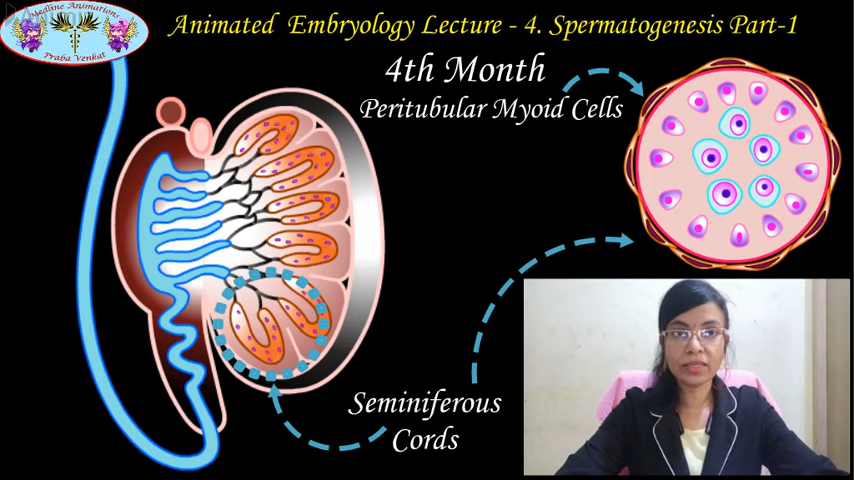 Medline Animations
Praba Venkat
Animated Embryology Lecture - 4. Spermatogenesis Part-1
4th Month
Peritubular Myoid Cells
Seminiferous
Cords